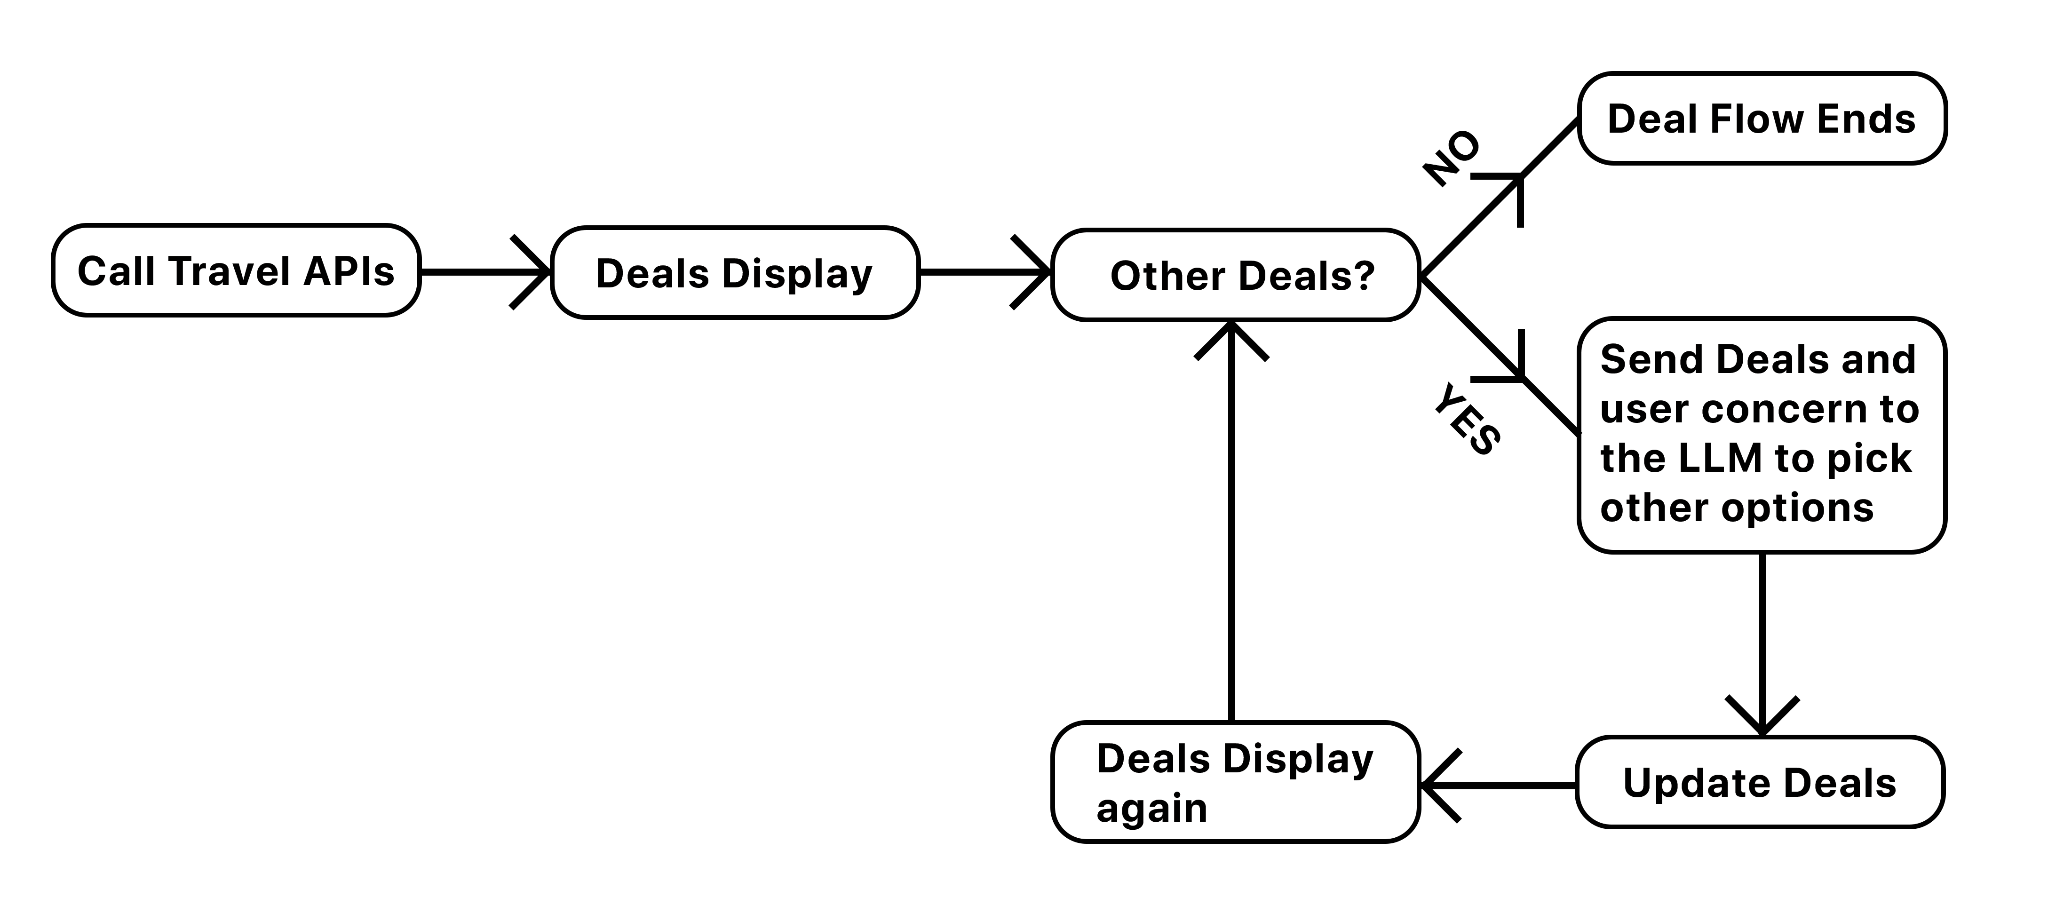 Call Travel APIs
Deals Display
Other Deals?
NO
Deal Flow Ends
YES
Send Deals and
user concern to
the LLM to pick
other options
Update Deals
Deals Display
again